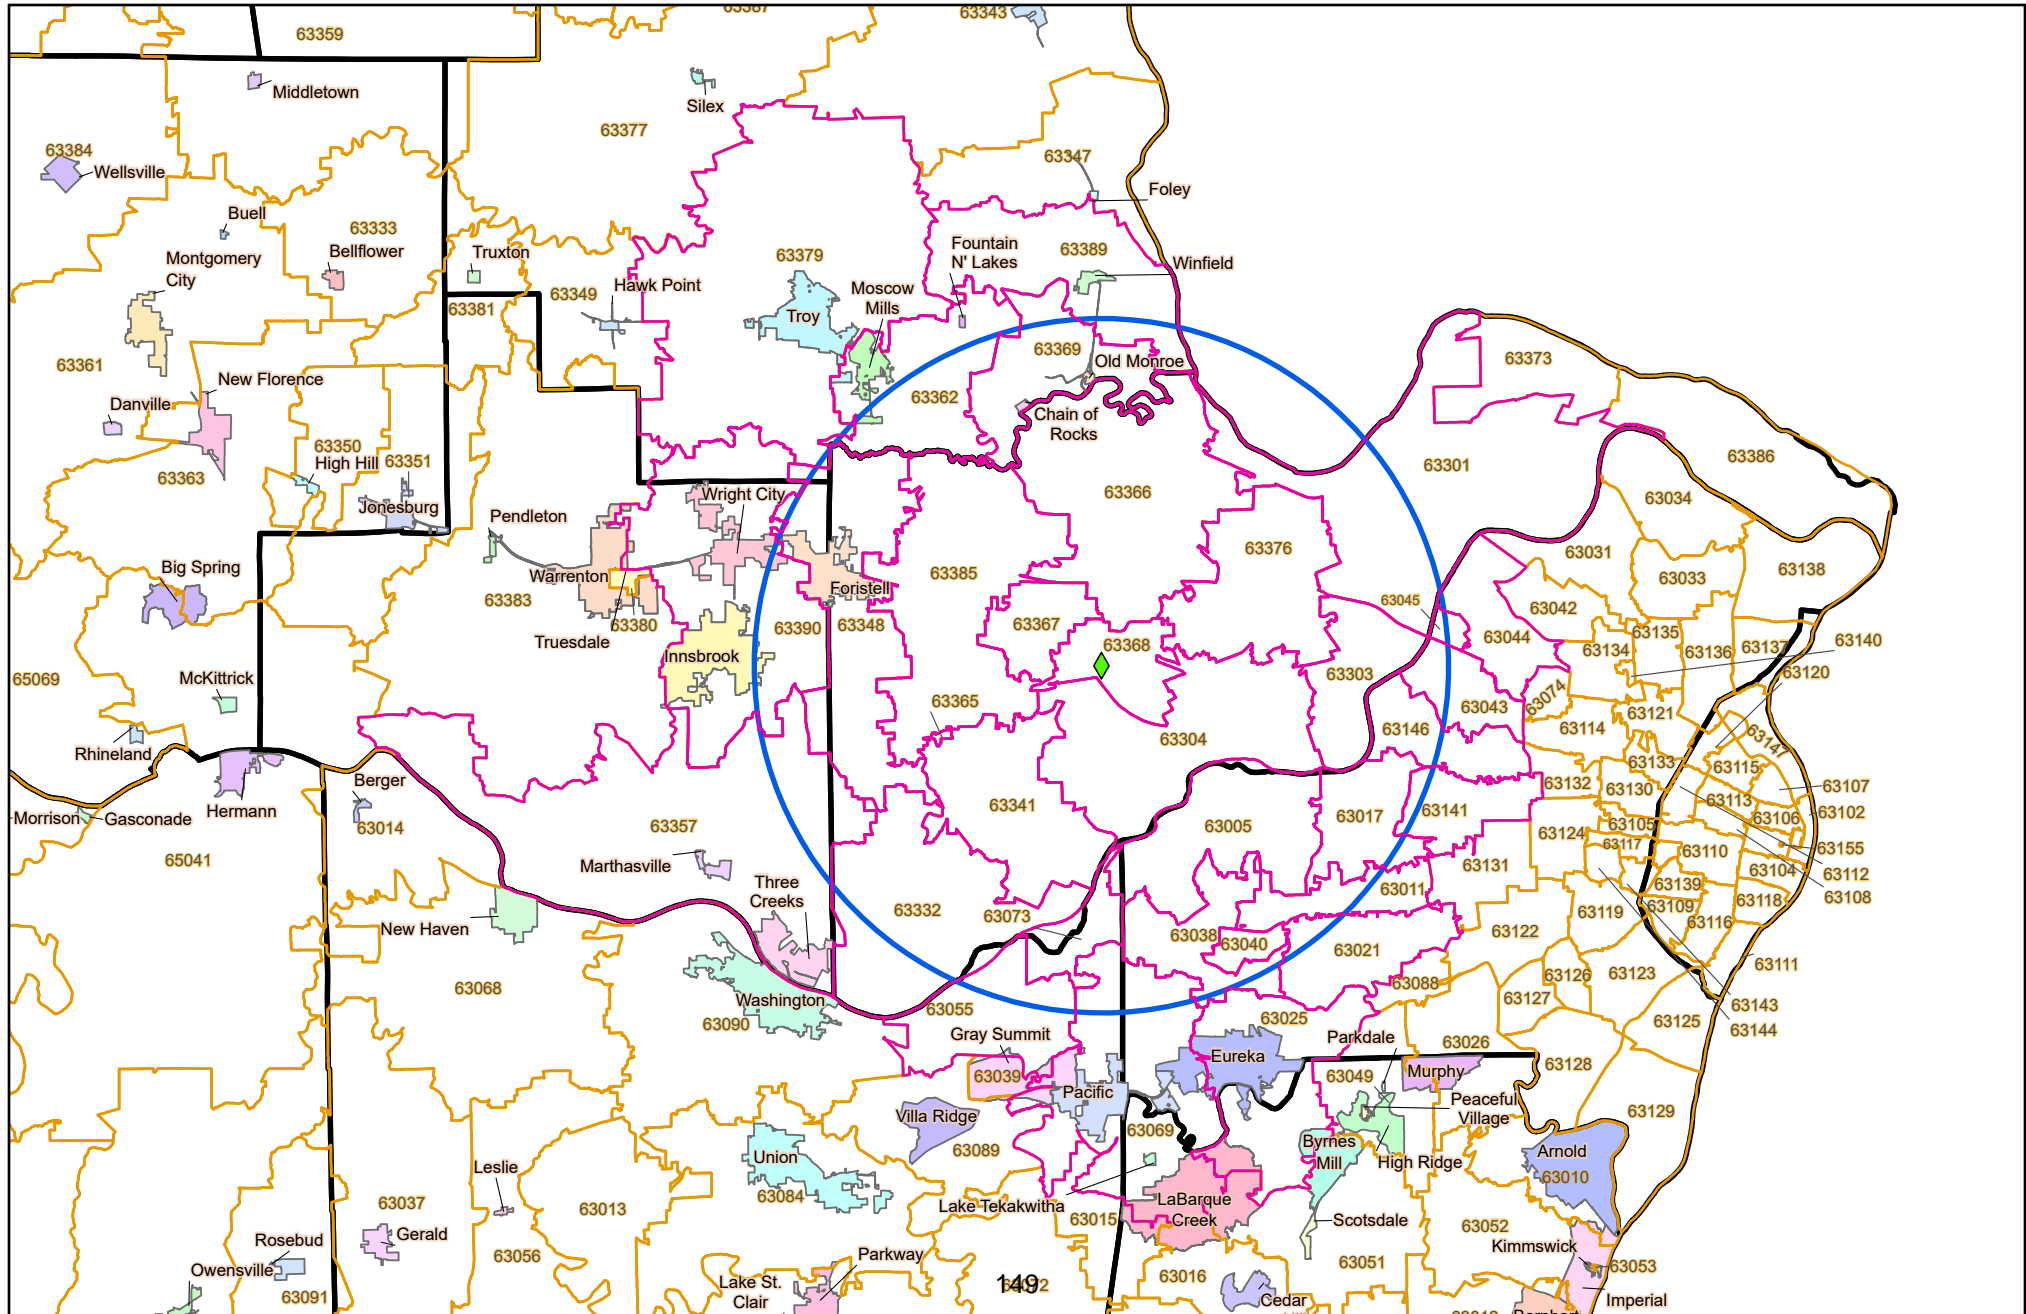 63387
63343
63359
Middletown
Silex
63377
63384
Wellsville
63347
Foley
Buell
63333
Bellflower
Truxton
63379
Fountain
N' Lakes
63389
Winfield
Montgomery
City
63349
Hawk Point
Moscow
Mills
63381
Troy
63361
63369
Old Monroe
63373
New Florence
Danville
63362
Chain of
Rocks
63350
High Hill
63351
63363
63301
63386
63366
Jonesburg
Wright City
63034
Pendleton
63376
63031
Big Spring
Warrenton
63385
63033
63138
Foristell
63383
63045
63042
63380
63390
63348
63367
63044
63135
63140
Truesdale
63368
63134
63136
63137
Innsbrook
65069
McKittrick
63303
63120
63365
63043
63074
63121
63146
63114
Rhineland
63304
63147
63133
63115
Berger
63132
63130
63107
Hermann
63341
63113
Morrison
Gasconade
63014
63357
63005
63017
63141
63106
63102
63124
63105
65041
63117
63110
63155
Marthasville
63131
63104
63112
Three
Creeks
63011
63139
63118
63108
New Haven
63332
63073
63119
63109
63116
63038
63040
63021
63122
63111
63068
Washington
63088
63126
63123
63127
63143
63090
63055
63025
63125
63144
Gray Summit
Parkdale
63026
Eureka
63039
63049
Murphy
63128
Pacific
Peaceful
Village
Villa Ridge
63069
63129
Byrnes
Mill
Union
63089
High Ridge
Arnold
63010
Leslie
63084
63037
63013
Lake Tekakwitha
63015
LaBarque
Creek
Scotsdale
63052
Gerald
Rosebud
63056
Parkway
Kimmswick
Owensville
63051
63053
63016
63091
Lake St.
Clair
149
Cedar
Imperial